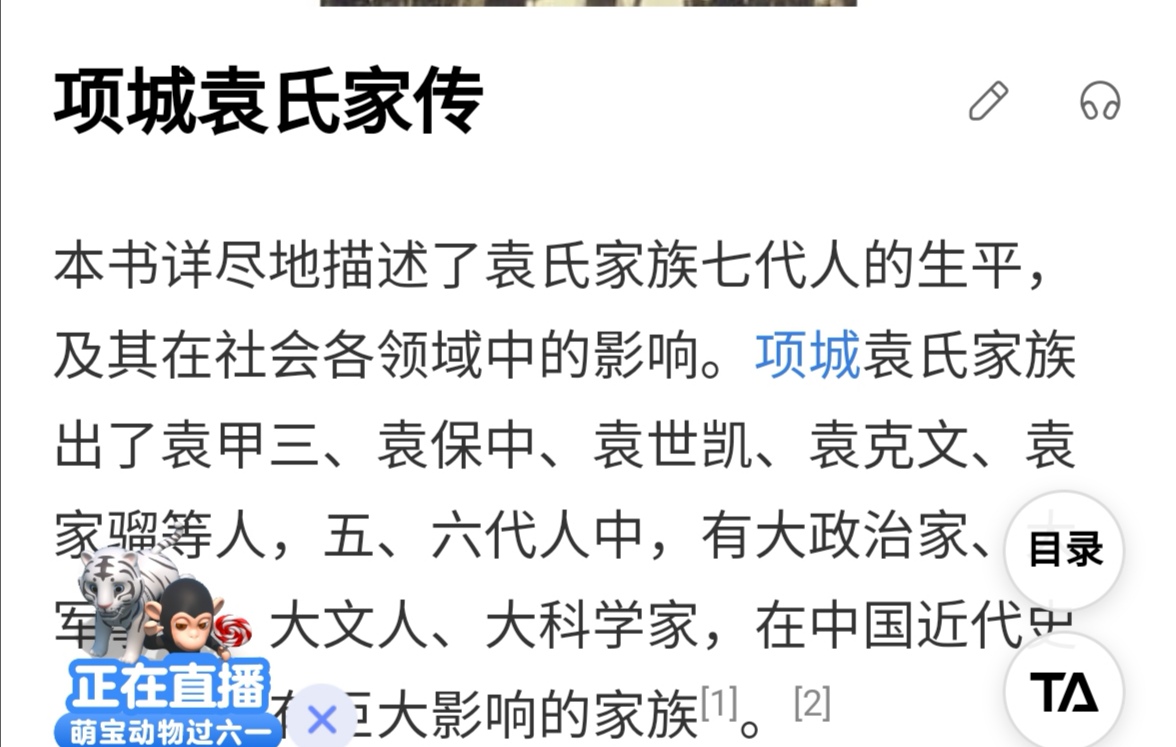 项城袁氏家传
本书详尽地描述了袁氏家族七代人的生平，
及其在社会各领域中的影响。项城袁氏家族
出了袁甲三、袁保中、袁世凯、袁克文、袁
家骝等人，五、六代人中，有大政治家、
目录
军 大文人、大科学家，在中国近代史
TA
正在直播
巨大影响的家族[1]。 [2]
萌宝动物过六一